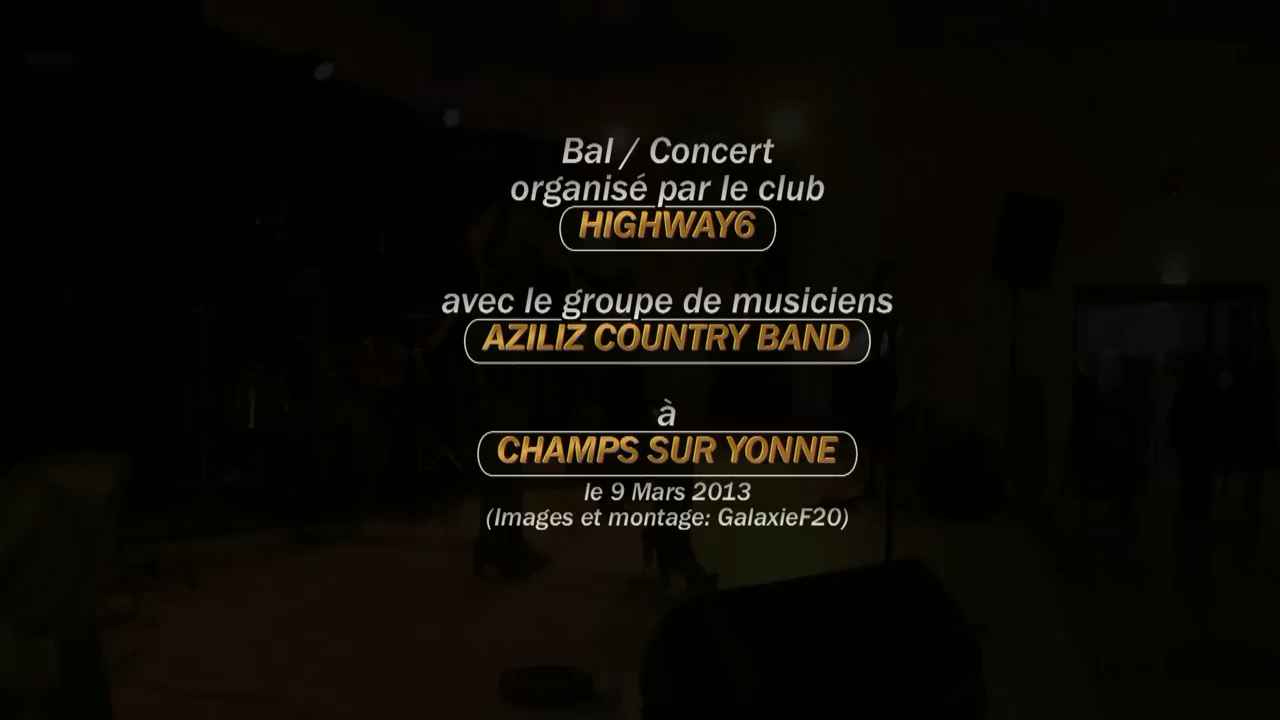 Bal / Concert
organisé par le club
HIGHWAY6
avec le groupe de musiciens
AZILIZ COUNTRY BAND
à
CHAMPS SUR YONNE
le 9 Mars 2013
(Images et montage: GalaxieF20)